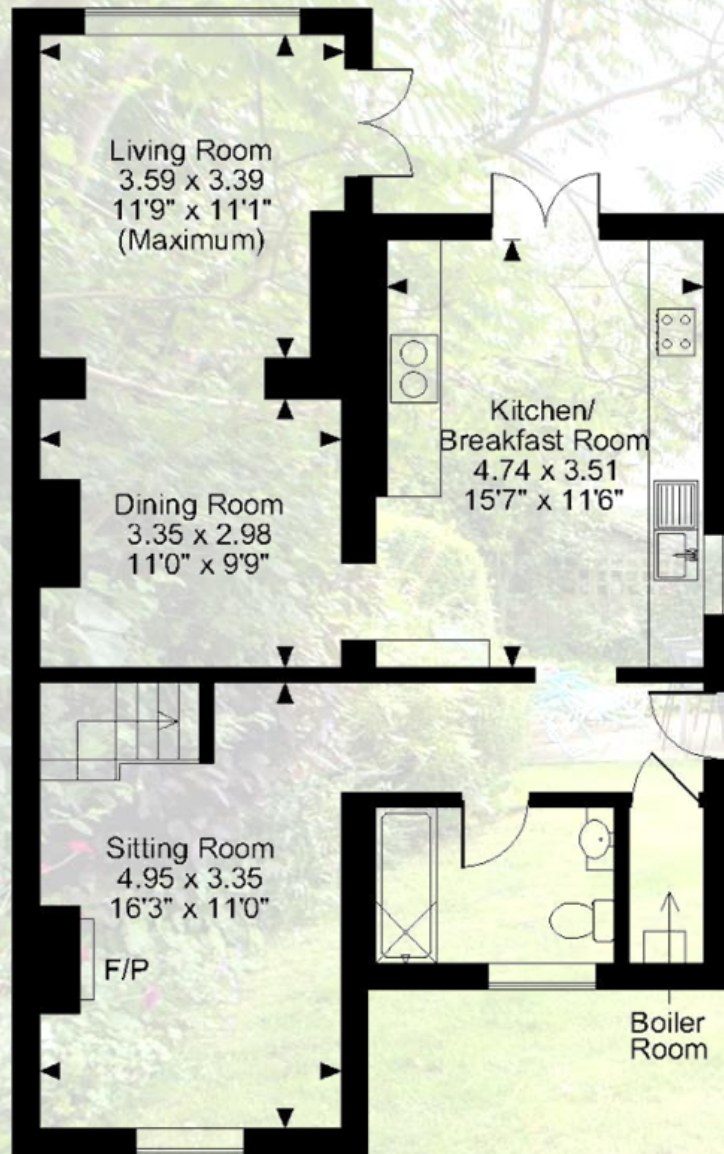 Living Room
3.59 x 3.39
11'9" x 11'1"
(Maximum)
Kitchen/
Breakfast Room
4.74 x 3.51
15'7" x 11'6"
Dining Room
3.35 x 2.98
11'0" x 9'9"
Sitting Room
4.95 x 3.35
16'3" x 11'0"
F/P
Boiler
Room